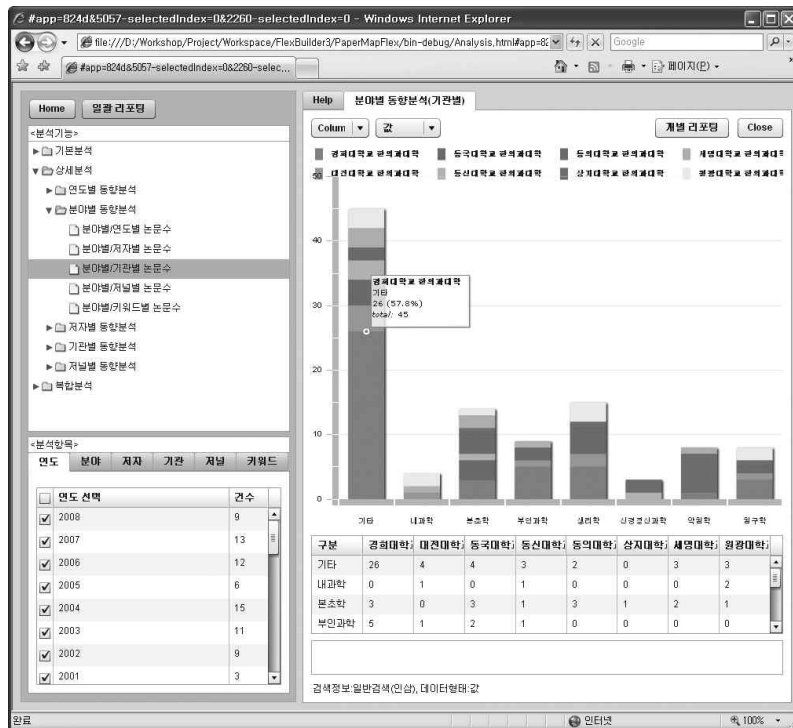 #app=824d&5057-selectedIndex=0&2260-selectedIndex=0 - Windows Internet Explorer
file:///D:/Workshop/Project/Workspace/FlexBuilder3/PaperMapFlex/bin-debug/Analysis.html#app=82
Google
#app=824d&5057-selectedIndex=0&2260-selec...
페이지(P)
Home 일괄 리포팅
<분석기능>
기본분석
상세분석
연도별 동향분석
분야별 동향분석
분야별/연도별 논문수
분야별/저자별 논문수
분야별/기관별 논문수
분야별/저널별 논문수
분야별/키워드별 논문수
저자별 동향분석
기관별 동향분석
저널별 동향분석
복합분석
<분석항목>
연도 분야 저자 기관 저널 키워드
연도 선택 건수
2008 9
2007 13
2006 12
2005 6
2004 15
2003 11
2002 9
2001 3
Help 분야별 동향분석(기관별)
Colum 값 개별 리포팅 Close
경희대학교 한의과대학 동국대학교 한의과대학 동의대학교 한의과대학 세명대학교 한의과대학
대전대학교 한의과대학 동신대학교 한의과대학 상지대학교 한의과대학 원광대학교 한의과대학
50
40
30
20
10
0
경희대학교 한의과대학
기타
26 (57.8%)
total: 45
기타 내과학 본초학 부인과학 생리학 신경정신과학 약침학 침구학
구분 경희대학교 대전대학교 동국대학교 동신대학교 동의대학교 상지대학교 세명대학교 원광대학교
기타 26 4 4 3 2 0 3 3
내과학 0 1 0 1 0 0 0 2
본초학 3 0 3 1 3 1 2 1
부인과학 5 1 2 1 0 0 0 0
검색정보:일반검색(인삼), 데이터형태:값
완료 인터넷 100%